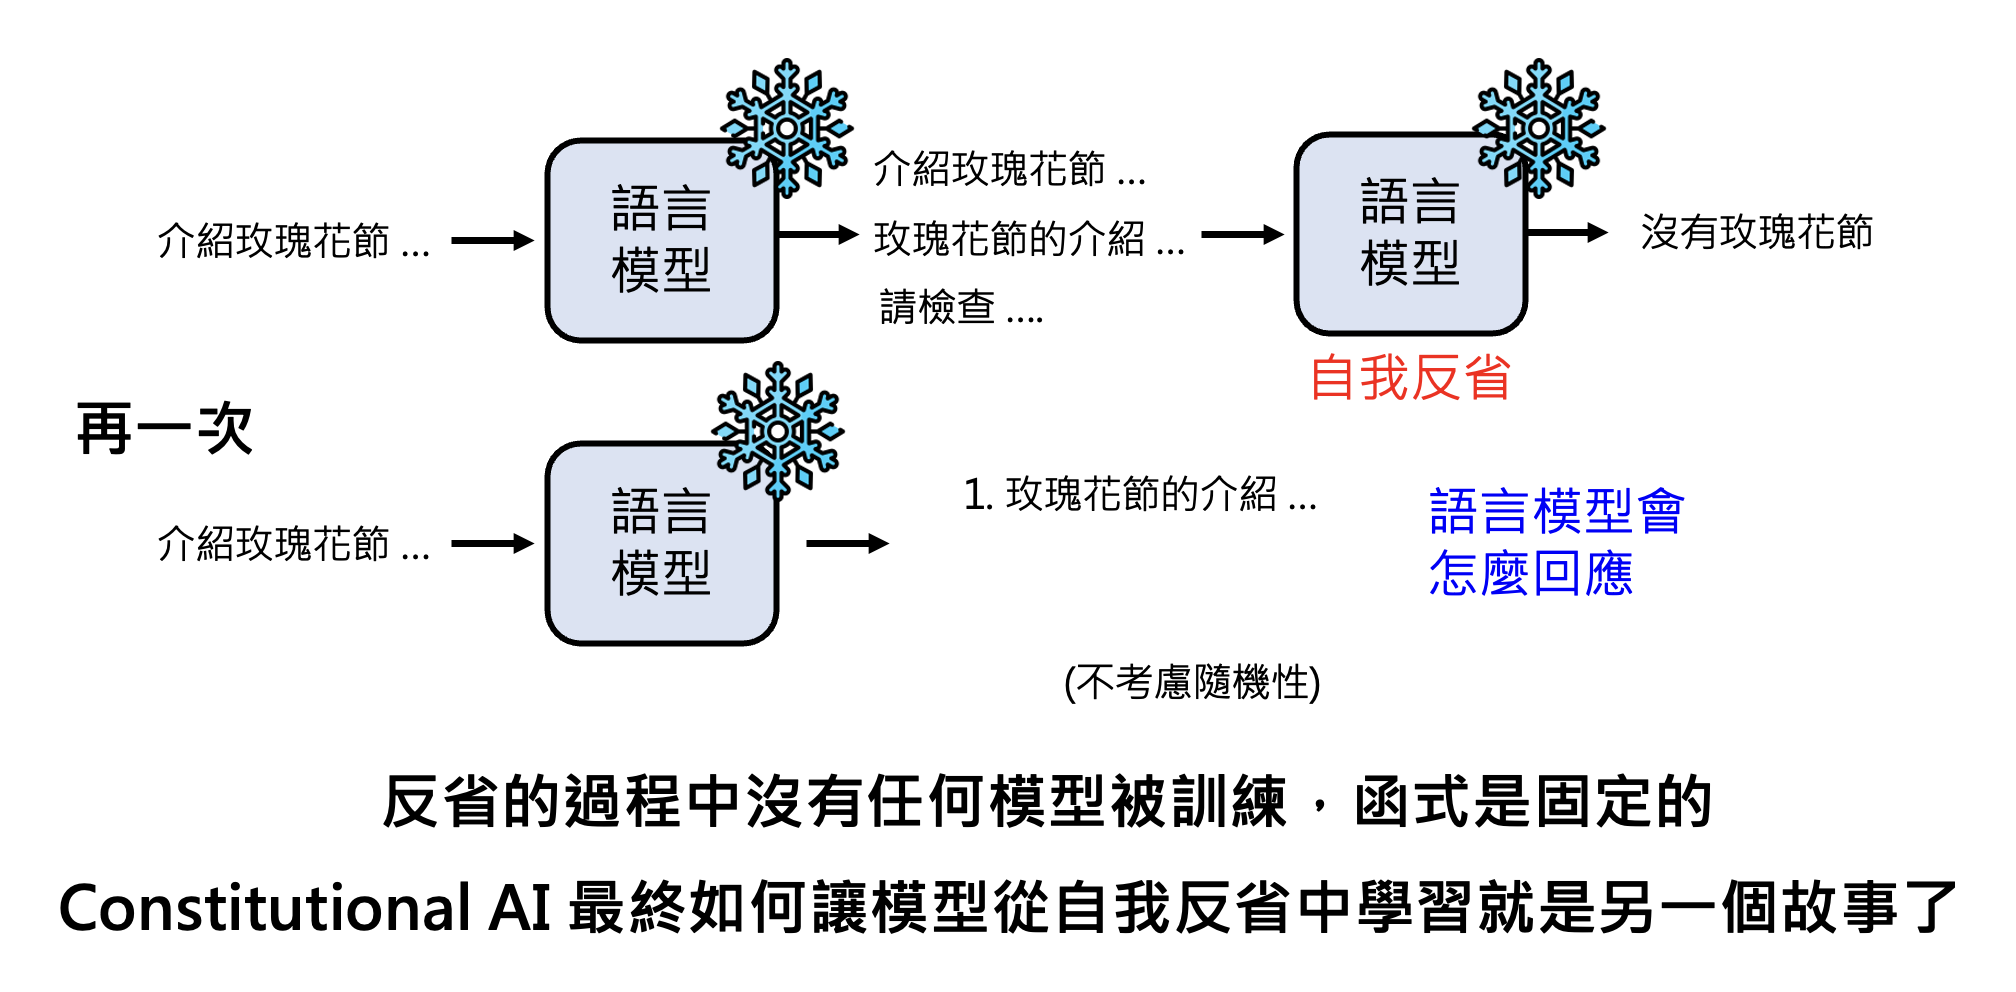 介紹玫瑰花節 ...
語言
模型
介紹玫瑰花節 ...
玫瑰花節的介紹 ...
請檢查 ....
語言
模型
沒有玫瑰花節
自我反省
再一次
介紹玫瑰花節 ...
語言
模型
1. 玫瑰花節的介紹 ...
語言模型會
怎麼回應
(不考慮隨機性)
反省的過程中沒有任何模型被訓練，函式是固定的
Constitutional AI 最終如何讓模型從自我反省中學習就是另一個故事了